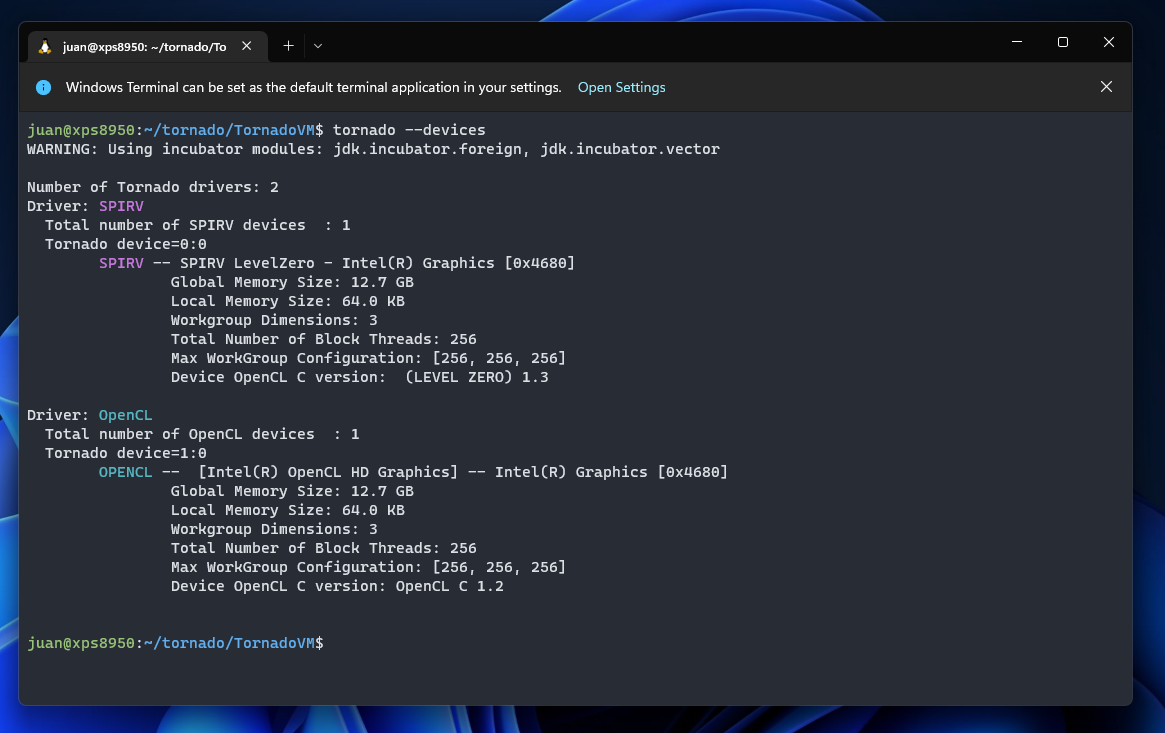 juan@xps8950: ~/tornado/To
Windows Terminal can be set as the default terminal application in your settings. Open Settings
juan@xps8950:~/tornado/TornadoVM$ tornado --devices
WARNING: Using incubator modules: jdk.incubator.foreign, jdk.incubator.vector
Number of Tornado drivers: 2
Driver: SPIRV
Total number of SPIRV devices  : 1
Tornado device=0:0
SPIRV -- SPIRV LevelZero - Intel(R) Graphics [0x4680]
Global Memory Size: 12.7 GB
Local Memory Size: 64.0 KB
Workgroup Dimensions: 3
Total Number of Block Threads: 256
Max WorkGroup Configuration: [256, 256, 256]
Device OpenCL C version:  (LEVEL ZERO) 1.3
Driver: OpenCL
Total number of OpenCL devices  : 1
Tornado device=1:0
OPENCL --  [Intel(R) OpenCL HD Graphics] -- Intel(R) Graphics [0x4680]
Global Memory Size: 12.7 GB
Local Memory Size: 64.0 KB
Workgroup Dimensions: 3
Total Number of Block Threads: 256
Max WorkGroup Configuration: [256, 256, 256]
Device OpenCL C version: OpenCL C 1.2
juan@xps8950:~/tornado/TornadoVM$